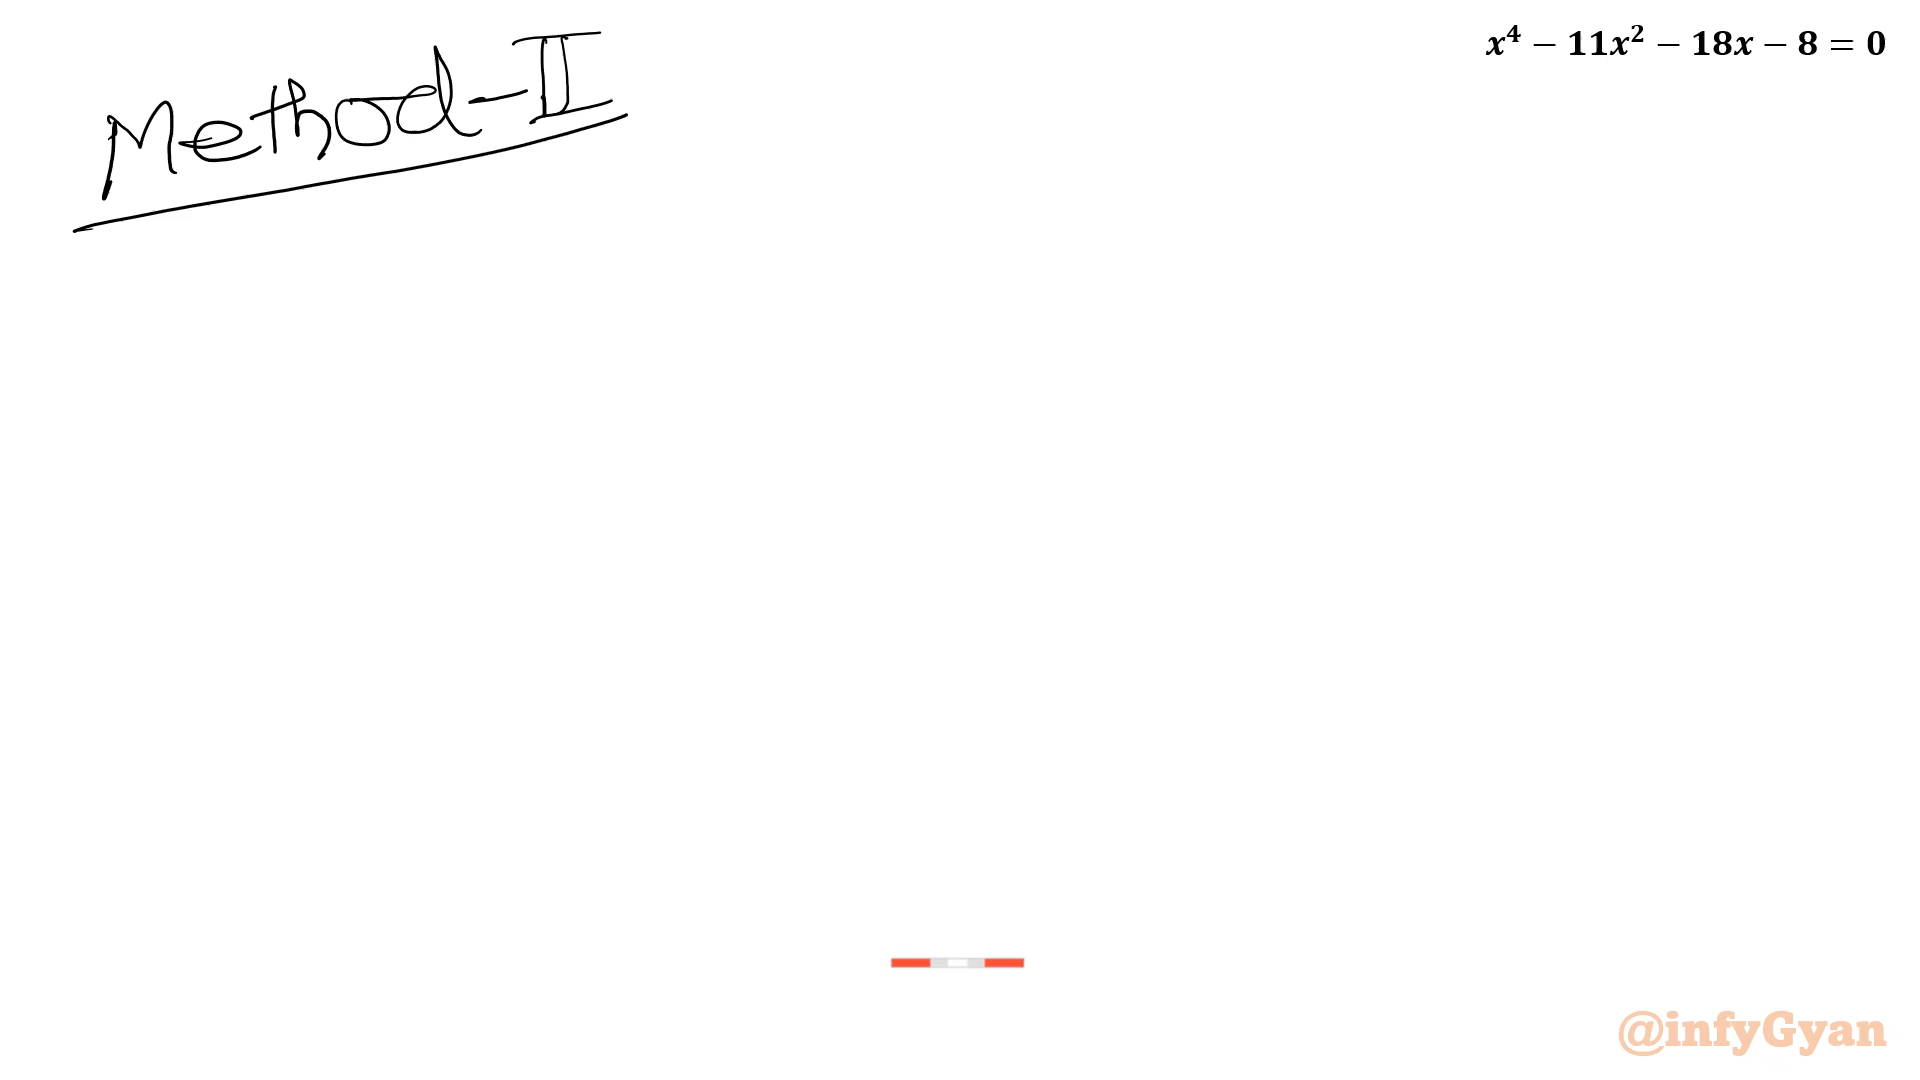 x⁴ − 11x² − 18x − 8 = 0
Method-II
@infyGyan